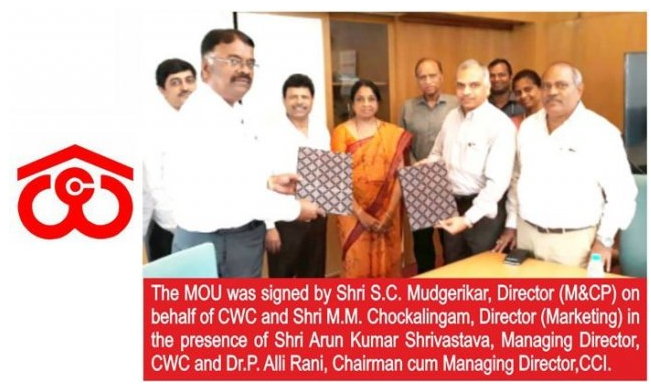 The MOU was signed by Shri S.C. Mudgerikar, Director (M&CP) on
behalf of CWC and Shri M.M. Chockalingam, Director (Marketing) in
the presence of Shri Arun Kumar Shrivastava, Managing Director,
CWC and Dr.P. Alli Rani, Chairman cum Managing Director,CCI.